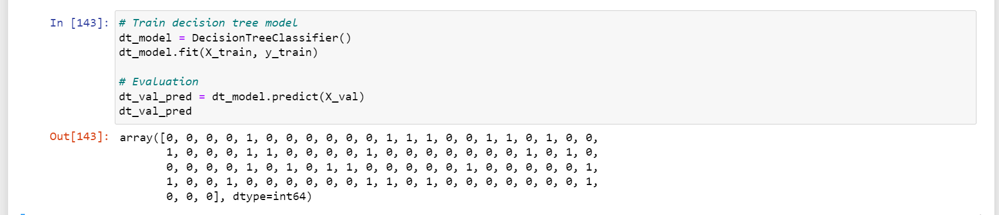 In [143]: # Train decision tree model
dt_model = DecisionTreeClassifier()
dt_model.fit(X_train, y_train)
# Evaluation
dt_val_pred = dt_model.predict(X_val)
dt_val_pred
Out[143]: array([0, 0, 0, 0, 1, 0, 0, 0, 0, 0, 0, 1, 1, 1, 0, 0, 1, 1, 0, 1, 0, 0,
1, 0, 0, 0, 1, 1, 0, 0, 0, 0, 1, 0, 0, 0, 0, 0, 0, 0, 1, 0, 1, 0,
0, 0, 0, 0, 1, 0, 1, 0, 1, 1, 0, 0, 0, 0, 0, 1, 0, 0, 0, 0, 0, 1,
1, 0, 0, 1, 0, 0, 0, 0, 0, 0, 1, 1, 0, 1, 0, 0, 0, 0, 0, 0, 0, 1,
0, 0, 0], dtype=int64)